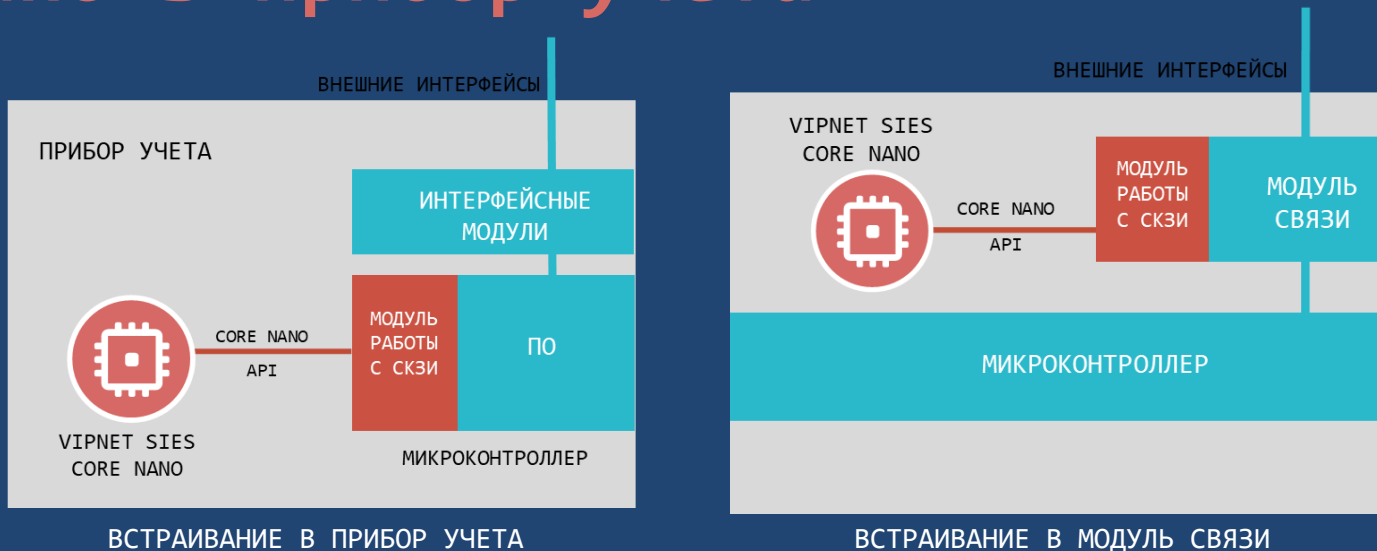 в прибор учета
ВНЕШНИЕ ИНТЕРФЕЙСЫ
ПРИБОР УЧЕТА
ИНТЕРФЕЙСНЫЕ
МОДУЛИ
МОДУЛЬ
РАБОТЫ
С СКЗИ
ПО
CORE NANO
API
VIPNET SIES
CORE NANO
МИКРОКОНТРОЛЛЕР
ВСТРАИВАНИЕ В ПРИБОР УЧЕТА
ВНЕШНИЕ ИНТЕРФЕЙСЫ
VIPNET SIES
CORE NANO
CORE NANO
API
МОДУЛЬ
РАБОТЫ
С СКЗИ
МОДУЛЬ
СВЯЗИ
МИКРОКОНТРОЛЛЕР
ВСТРАИВАНИЕ В МОДУЛЬ СВЯЗИ